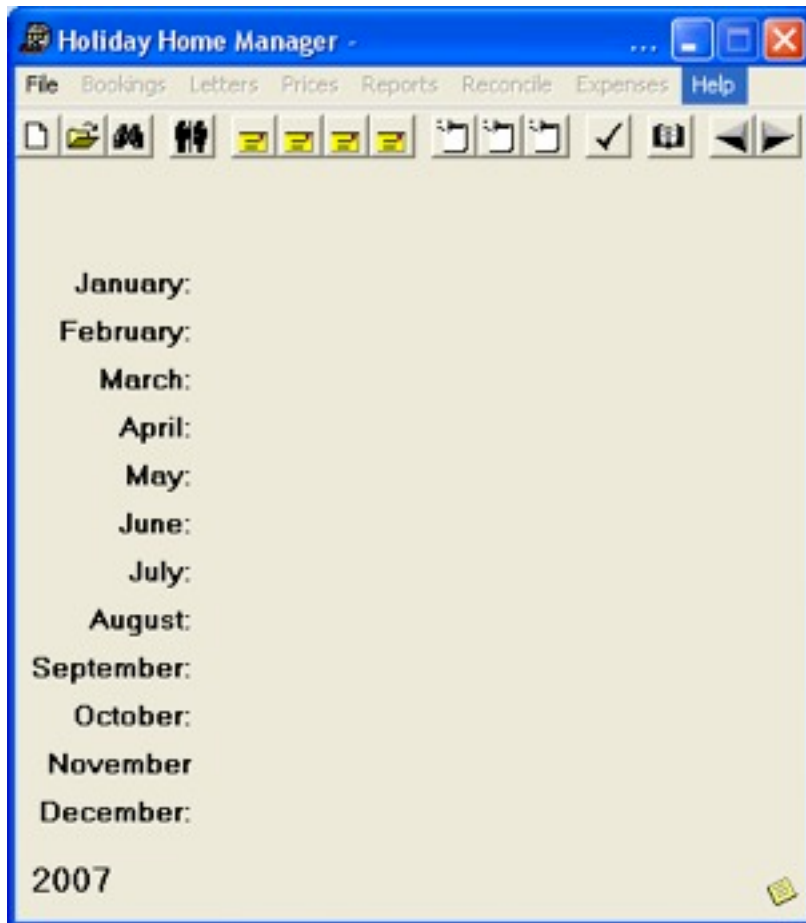 Holiday Home Manager - ...
File Bookings Letters Prices Reports Reconcile Expenses Help
January:
February:
March:
April:
May:
June:
July:
August:
September:
October:
November
December:
2007